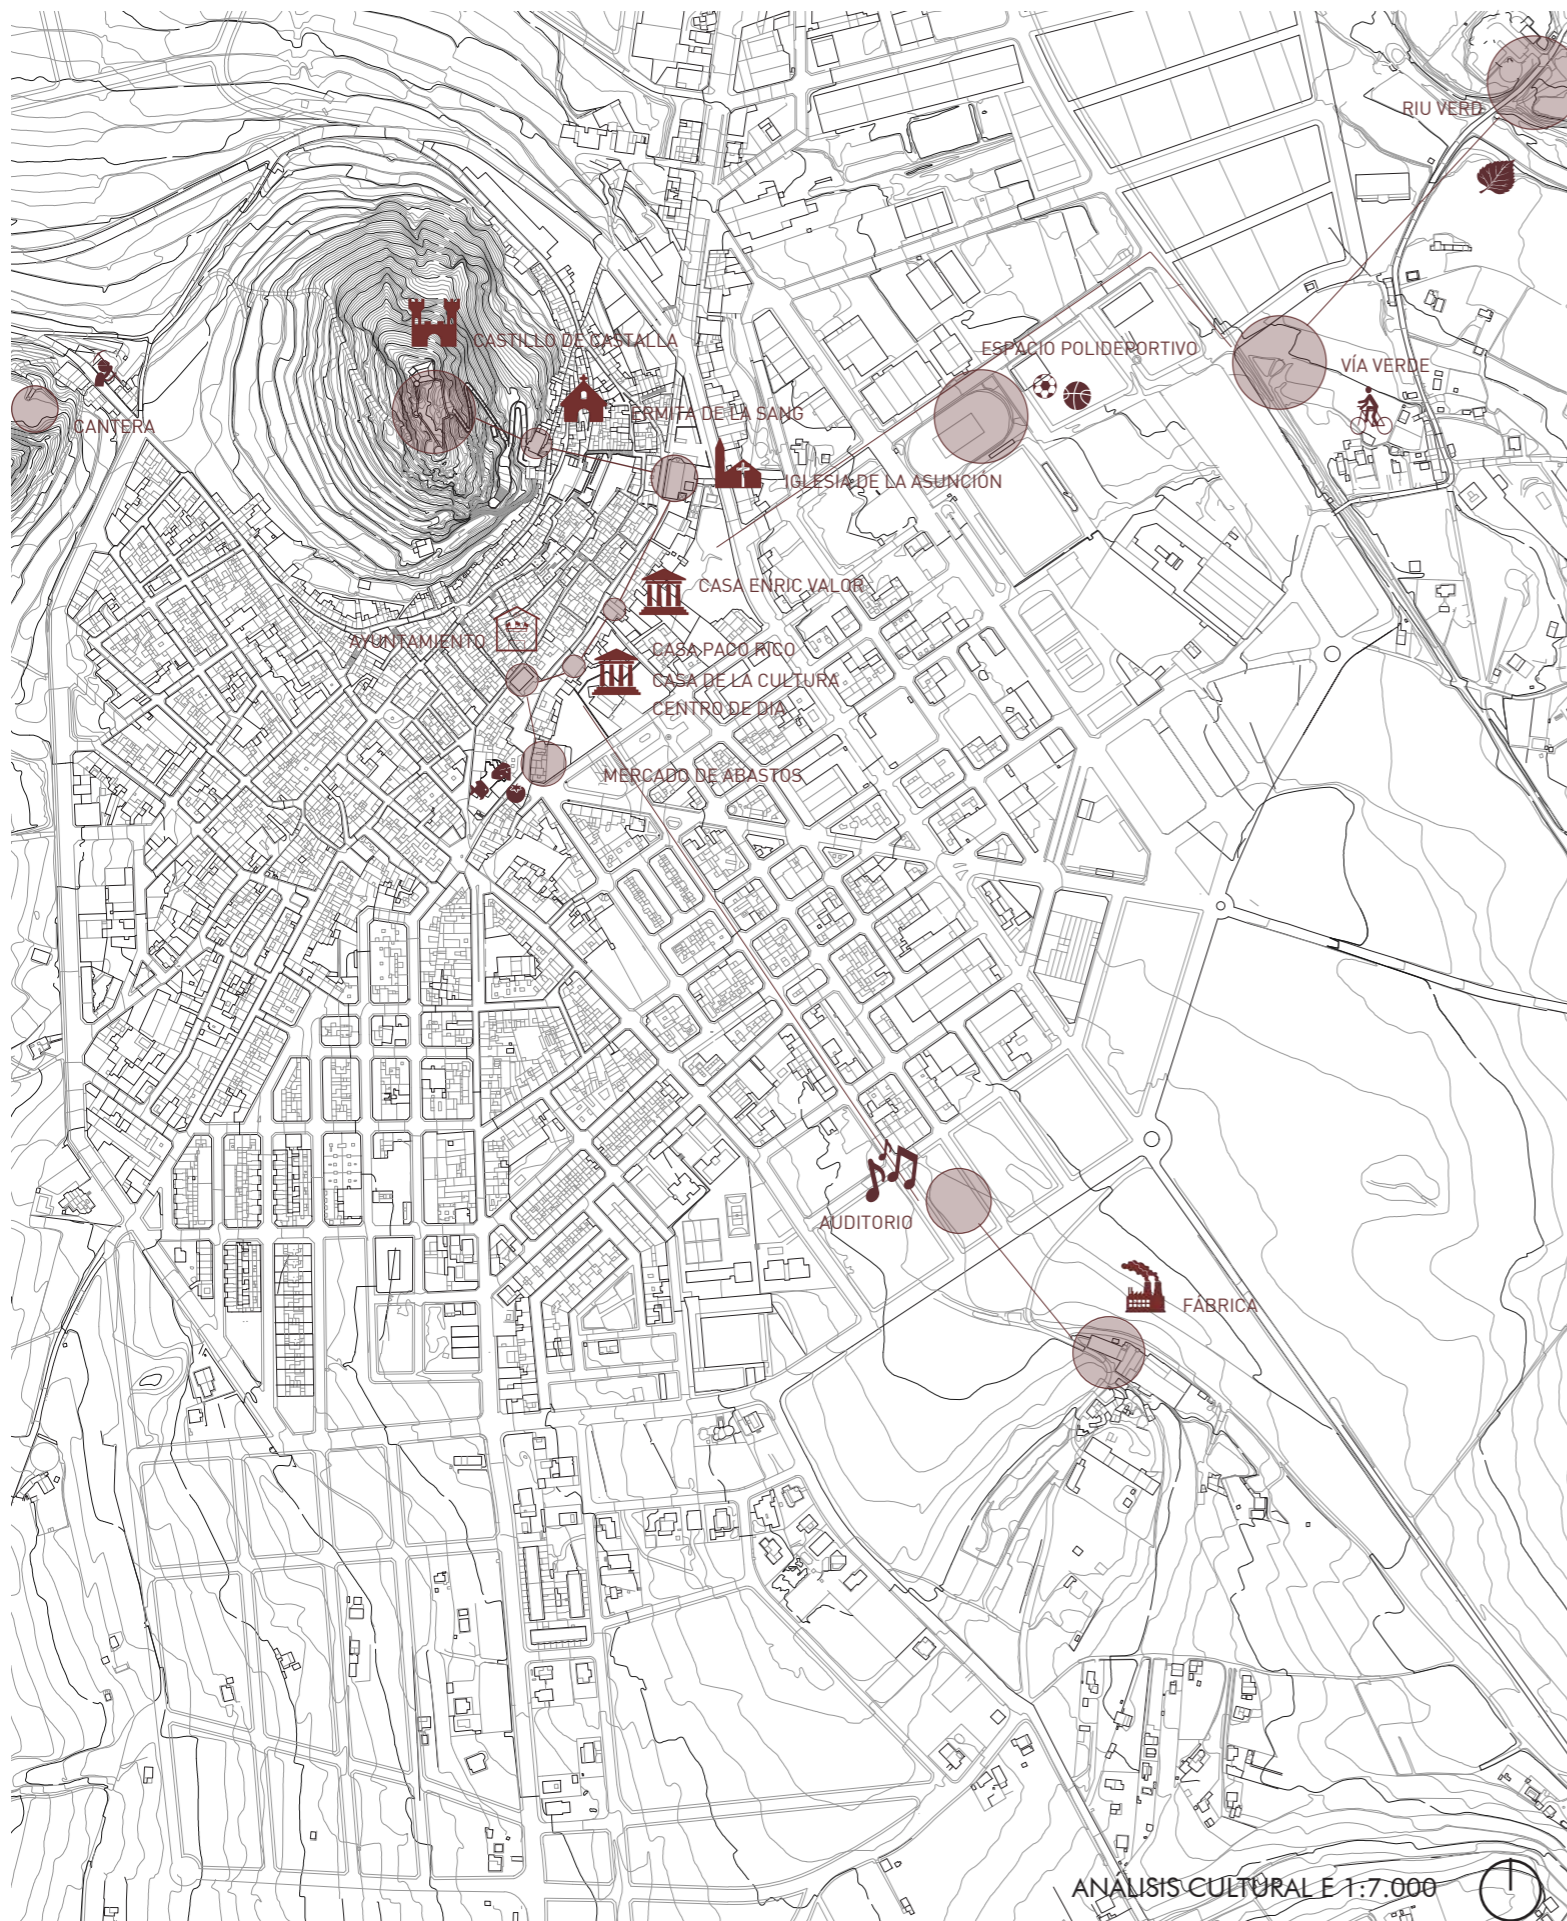 RIU VERD
CASTILLO DE CASTALLA
ESPACIO POLIDEPORTIVO
VÍA VERDE
ERMITA DE LA SANG
CANTERA
IGLESIA DE LA ASUNCIÓN
CASA ENRIC VALOR
AYUNTAMIENTO
CASA PACO RICO
CASA DE LA CULTURA
CENTRO DE DÍA
MERCADO DE ABASTOS
AUDITORIO
FÁBRICA
ANÁLISIS CULTURAL E 1:7.000